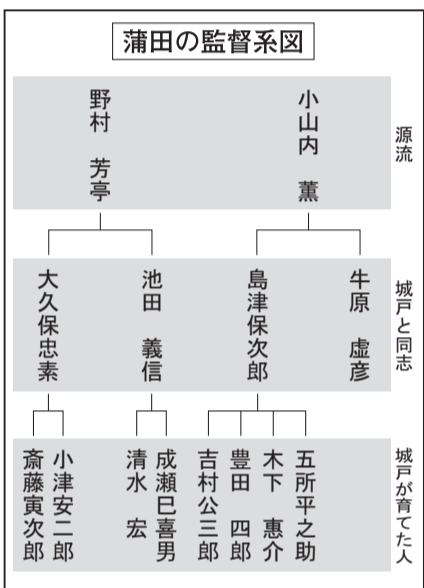 蒲田の監督系図
源流
小山内　薫
野村　芳亭
城戸と同志
牛原　虚彦
島津保次郎
池田　義信
大久保忠素
城戸が育てた人
五所平之助
木下　惠介
豊田　四郎
吉村公三郎
成瀬巳喜男
清水　宏
小津安二郎
斎藤寅次郎